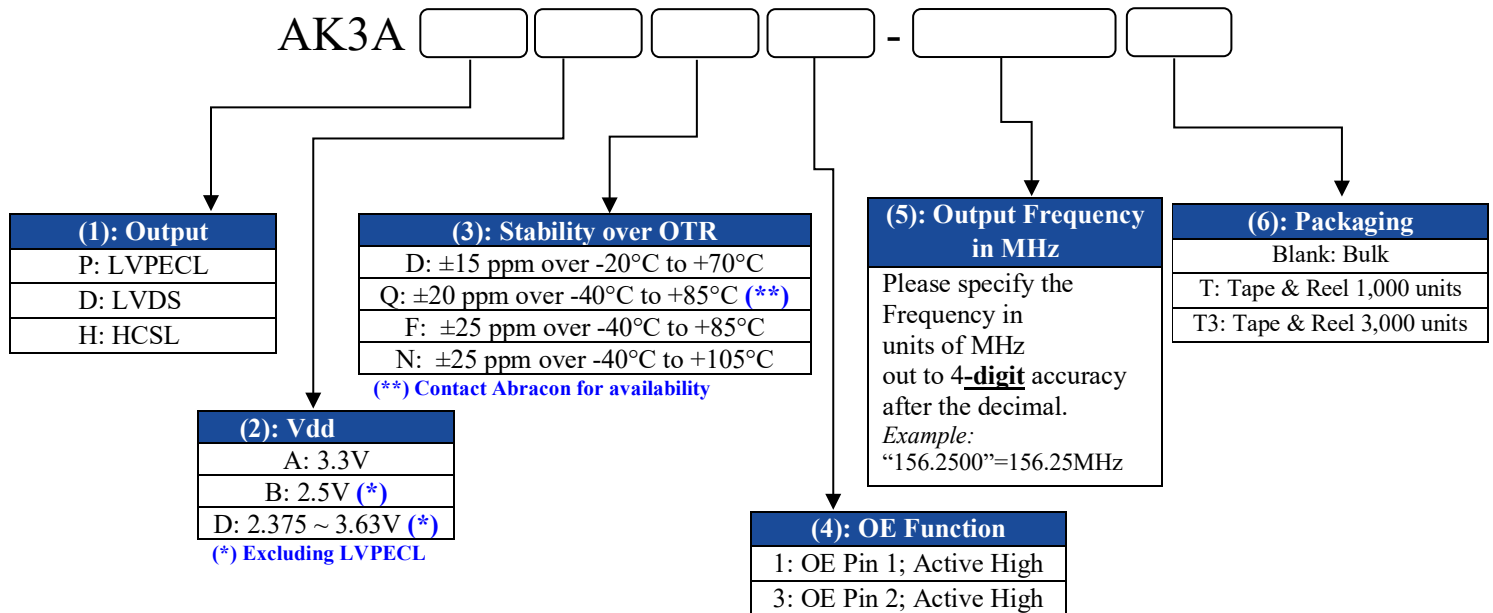 AK3A -
(1): Output
P: LVPECL
D: LVDS
H: HCSL
(2): Vdd
A: 3.3V
B: 2.5V (*)
D: 2.375 ~ 3.63V (*)
(*) Excluding LVPECL
(3): Stability over OTR
D: ±15 ppm over -20°C to +70°C
Q: ±20 ppm over -40°C to +85°C (**)
F: ±25 ppm over -40°C to +85°C
N: ±25 ppm over -40°C to +105°C
(**) Contact Abracon for availability
(4): OE Function
1: OE Pin 1; Active High
3: OE Pin 2; Active High
(5): Output Frequency
in MHz
Please specify the
Frequency in
units of MHz
out to 4-digit accuracy
after the decimal.
Example:
“156.2500”=156.25MHz
(6): Packaging
Blank: Bulk
T: Tape & Reel 1,000 units
T3: Tape & Reel 3,000 units